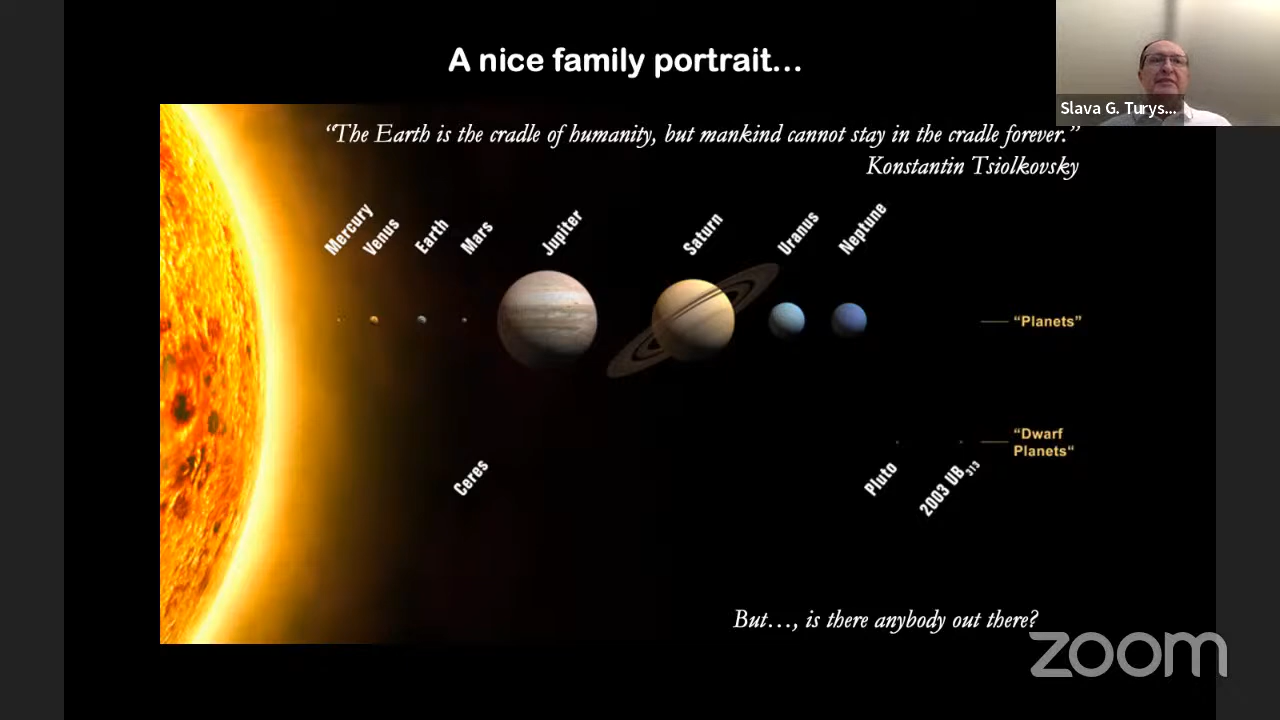 A nice family portrait...
Slava G. Turys...
“The Earth is the cradle of humanity, but mankind cannot stay in the cradle forever.”
Konstantin Tsiolkovsky
Mercury
Venus
Earth
Mars
Jupiter
Saturn
Uranus
Neptune
“Planets”
“Dwarf
Planets“
Ceres
Pluto
2003 UB₃₁₃
But..., is there anybody out there?
zoom